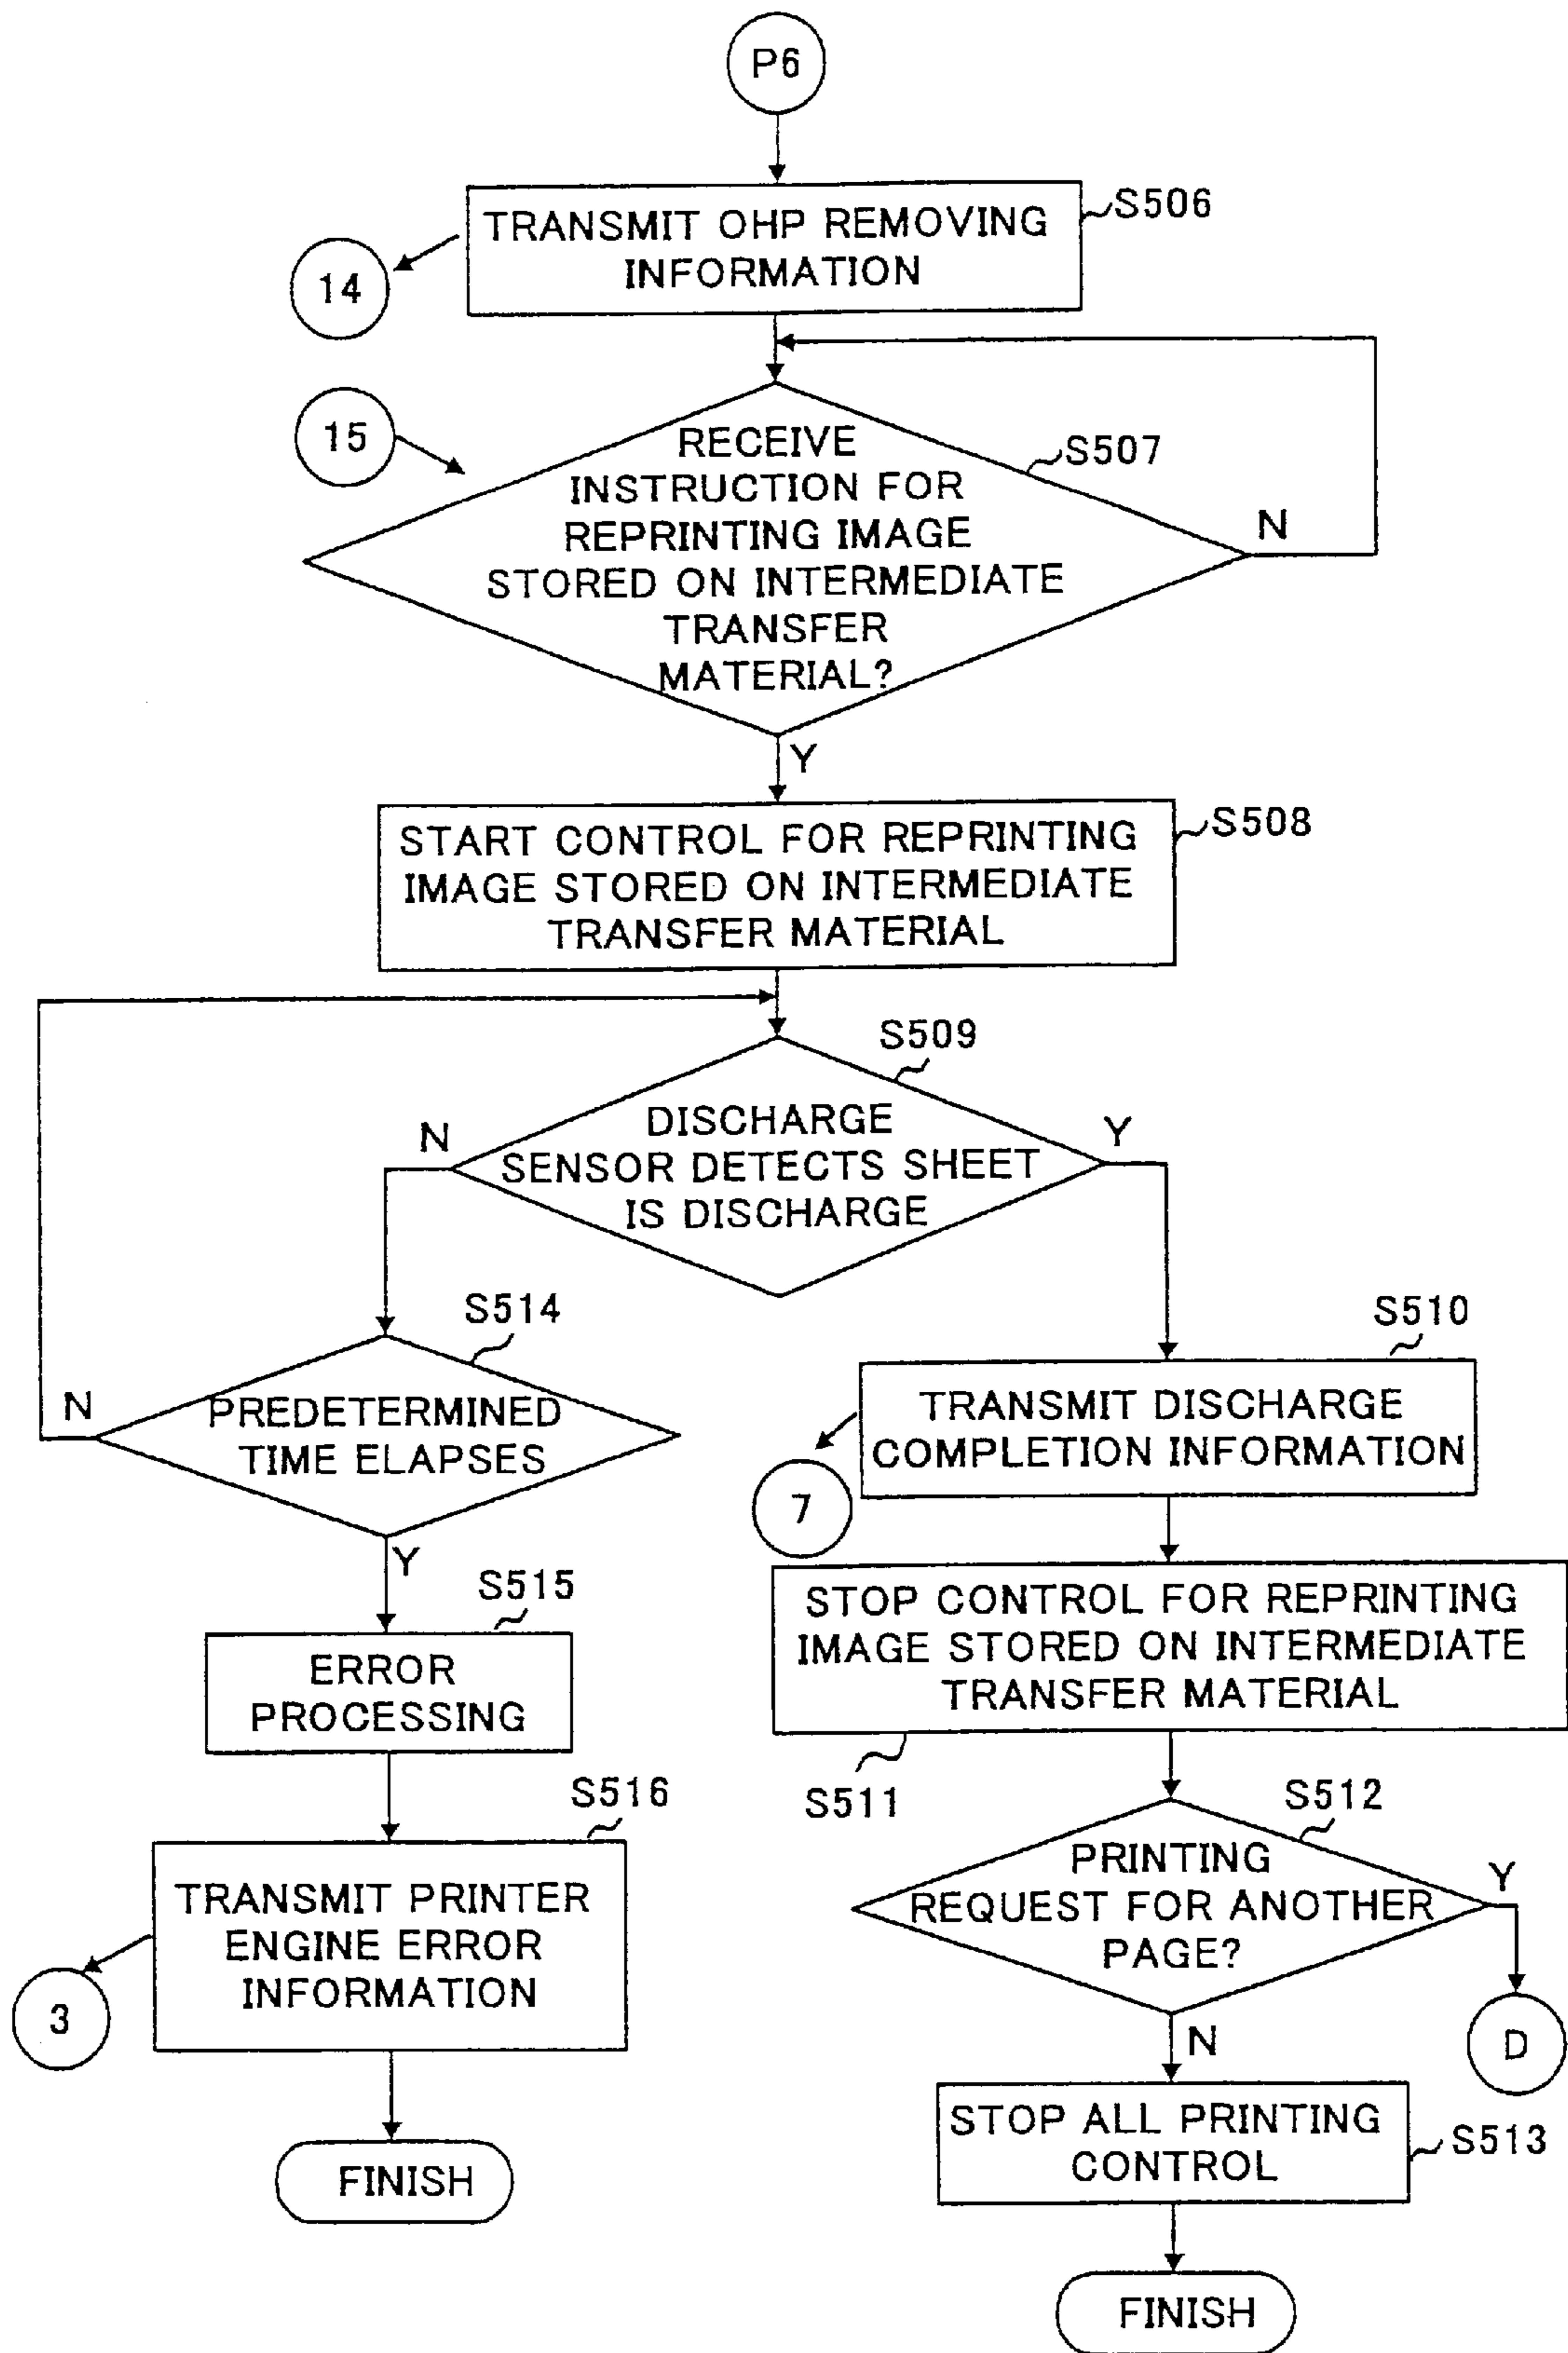 P6
S506
TRANSMIT OHP REMOVING
INFORMATION
14
15
RECEIVE
INSTRUCTION FOR
REPRINTING IMAGE
STORED ON INTERMEDIATE
TRANSFER
MATERIAL?
S507
N
Y
START CONTROL FOR REPRINTING
IMAGE STORED ON INTERMEDIATE
TRANSFER MATERIAL
S508
S509
DISCHARGE
SENSOR DETECTS SHEET
IS DISCHARGE
N
Y
S514
PREDETERMINED
TIME ELAPSES
N
Y
S510
TRANSMIT DISCHARGE
COMPLETION INFORMATION
7
S515
ERROR
PROCESSING
STOP CONTROL FOR REPRINTING
IMAGE STORED ON INTERMEDIATE
TRANSFER MATERIAL
S511
S516
TRANSMIT PRINTER
ENGINE ERROR
INFORMATION
3
FINISH
S512
PRINTING
REQUEST FOR ANOTHER
PAGE?
Y
D
N
STOP ALL PRINTING
CONTROL
S513
FINISH